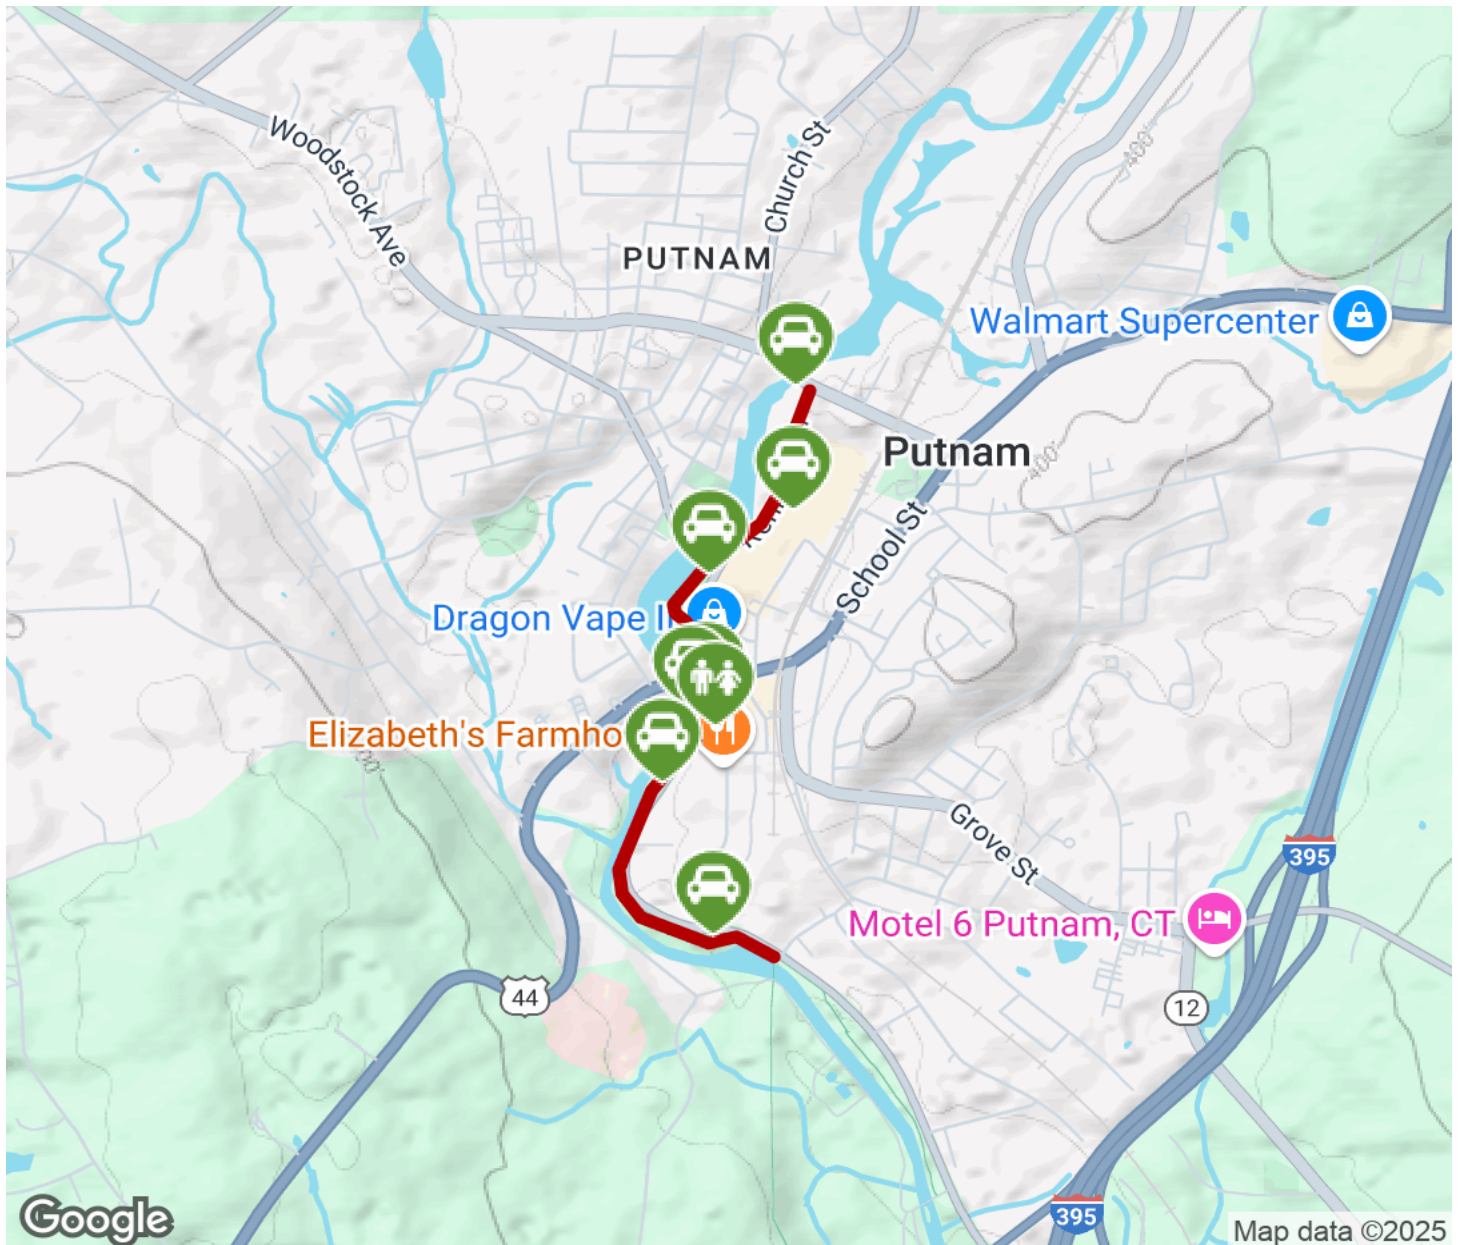 Woodstock Ave
Church St
400'
PUTNAM
Walmart Supercenter
Putnam
400'
School St
Dragon Vape
Elizabeth's Farmho
Grove St
395
Motel 6 Putnam, CT
44
12
395
Google
Map data ©2025